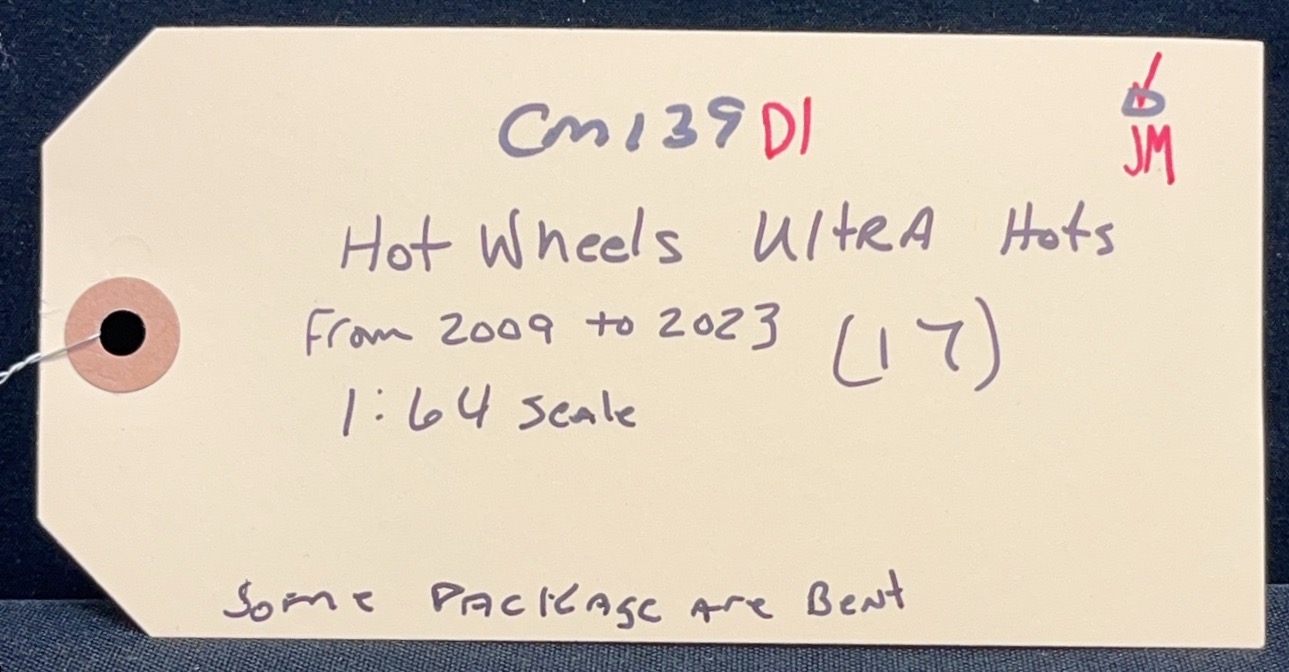 Cm139D1
JM
Hot Wheels UltRA Hots
From 2009 to 2023 (17)
1:64 Scale
Some PACKAge Are Bent